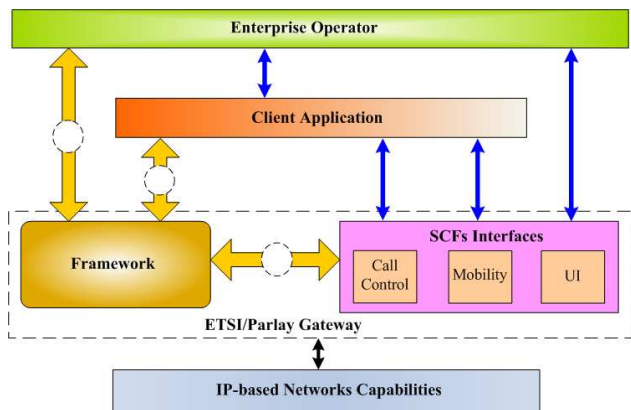 Enterprise Operator
Client Application
SCFs Interfaces
Framework
Call
Control
Mobility
UI
ETSI/Parlay Gateway
IP-based Networks Capabilities